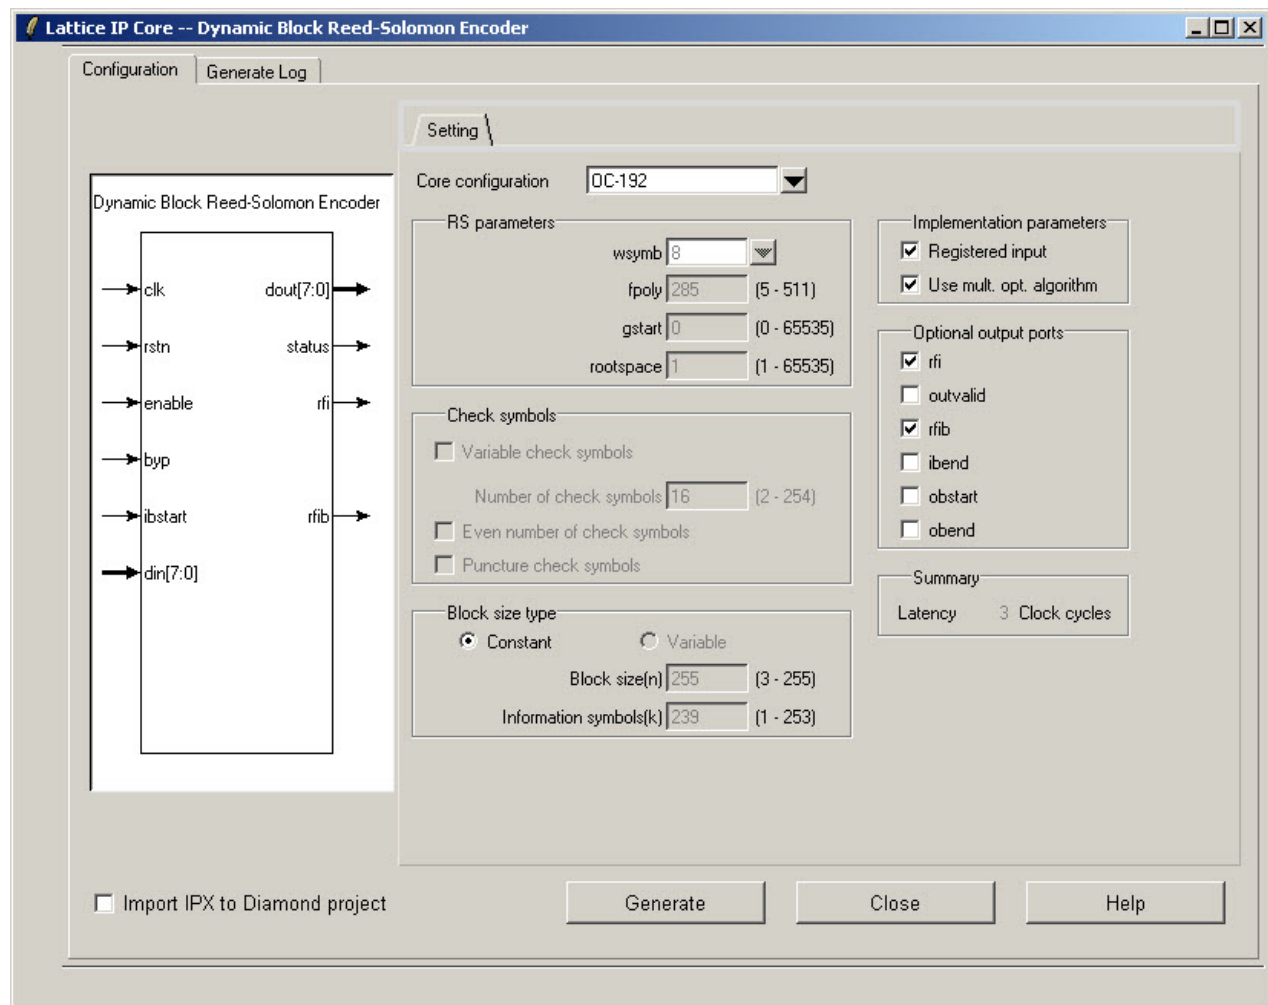 Lattice IP Core -- Dynamic Block Reed-Solomon Encoder
Configuration
Generate Log
Dynamic Block Reed-Solomon Encoder
clk
dout[7:0]
rstn
status
enable
rfi
byp
ibstart
rfib
din[7:0]
Setting
Core configuration OC-192
RS parameters
wsymb 8
fpoly 285 (5 - 511)
gstart 0 (0 - 65535)
rootspace 1 (1 - 65535)
Check symbols
Variable check symbols
Number of check symbols 16 (2 - 254)
Even number of check symbols
Puncture check symbols
Block size type
Constant Variable
Block size(n) 255 (3 - 255)
Information symbols(k) 239 (1 - 253)
Implementation parameters
Registered input
Use mult. opt. algorithm
Optional output ports
rfi
outvalid
rfib
ibend
obstart
obend
Summary
Latency 3 Clock cycles
Import IPX to Diamond project
Generate
Close
Help